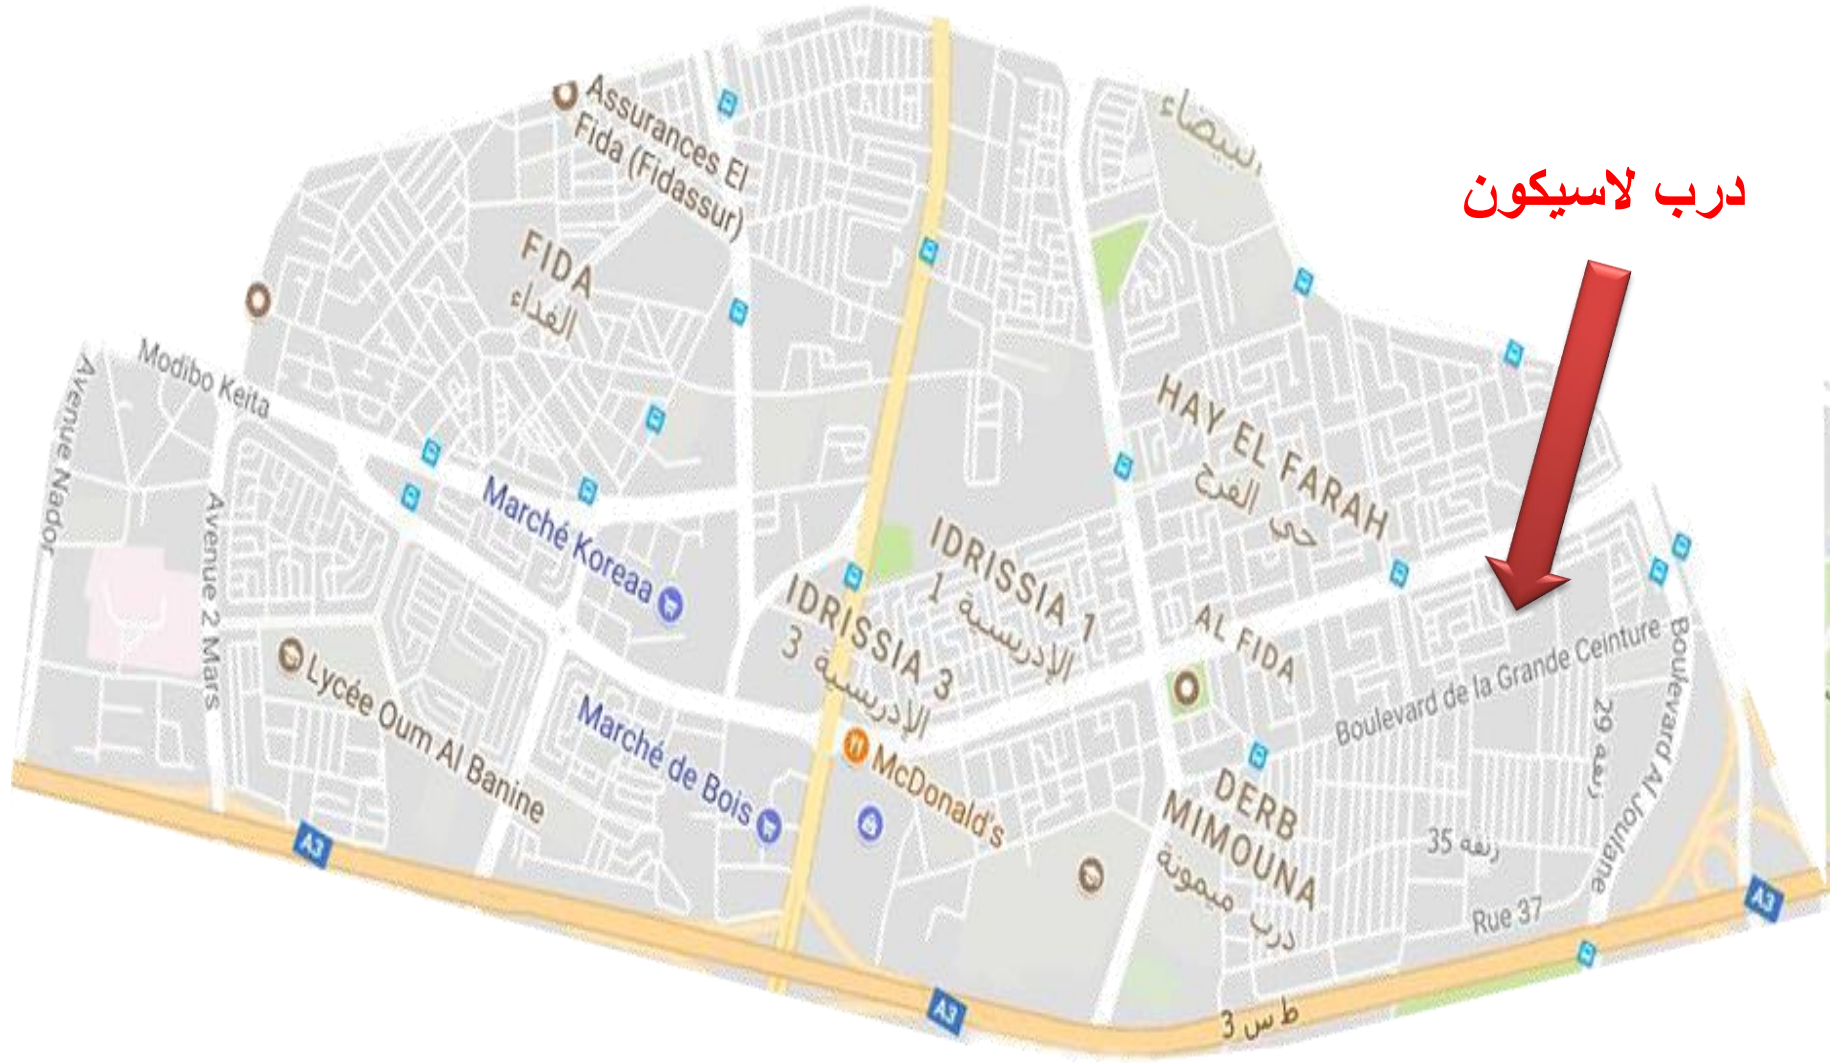 البيضاء
Assurances El
Fida (Fidassur)
درب لاسيكون
FIDA
الفداء
Modibo Keita
Avenue Nador
HAY EL FARAH
حي الفرح
Marché Koreaa
Avenue 2 Mars
IDRISSIA 1
الإدريسية 1
IDRISSIA 3
الإدريسية 3
AL FIDA
Boulevard de la Grande Ceinture
Boulevard Al Joulane
Lycée Oum Al Banine
Marché de Bois
McDonald's
زنقة 29
DERB
MIMOUNA
درب ميمونة
زنقة 35
Rue 37
A3
A3
A3
ط س 3